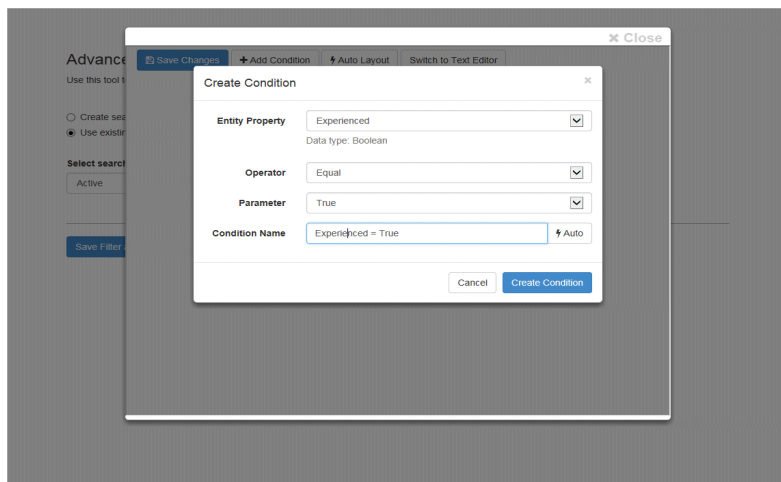 ✖ Close
Advance
Save Changes + Add Condition Auto Layout Switch to Text Editor
Use this tool t
Create Condition ×
Create sea
Use existin
Entity Property Experienced
Data type: Boolean
Select search
Active
Operator Equal
Parameter True
Condition Name Experienced = True Auto
Save Filter
Cancel Create Condition